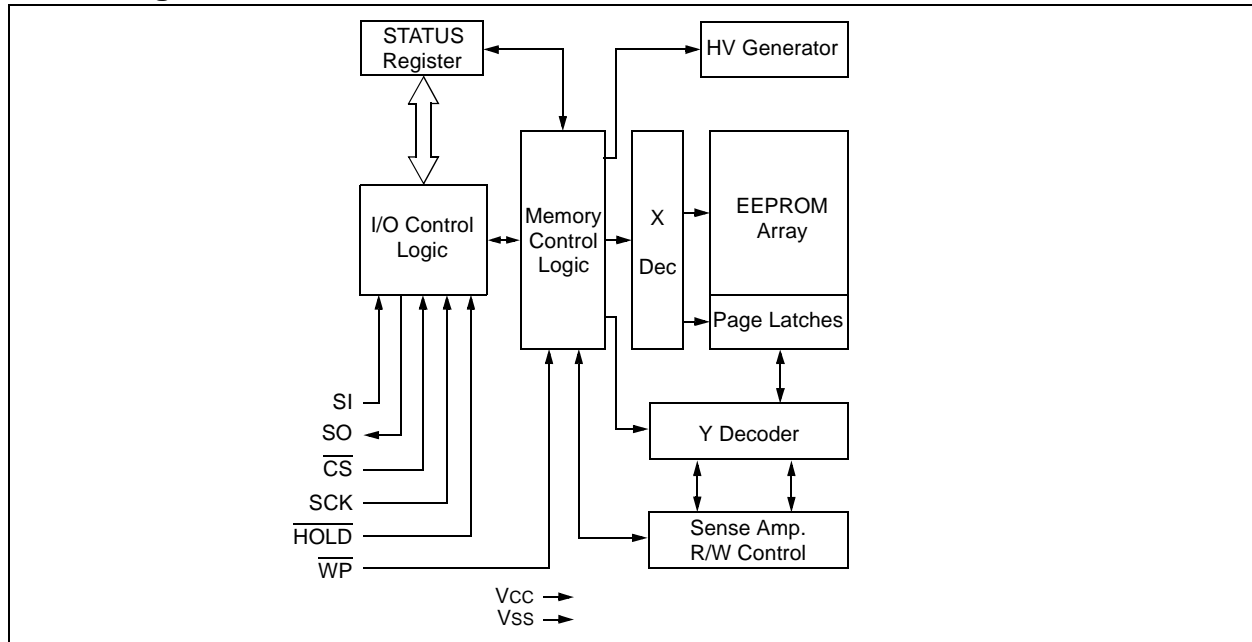 STATUS
Register
HV Generator
I/O Control
Logic
Memory
Control
Logic
X
Dec
EEPROM
Array
Page Latches
SI
SO
CS
SCK
HOLD
WP
Y Decoder
Sense Amp.
R/W Control
VCC
VSS